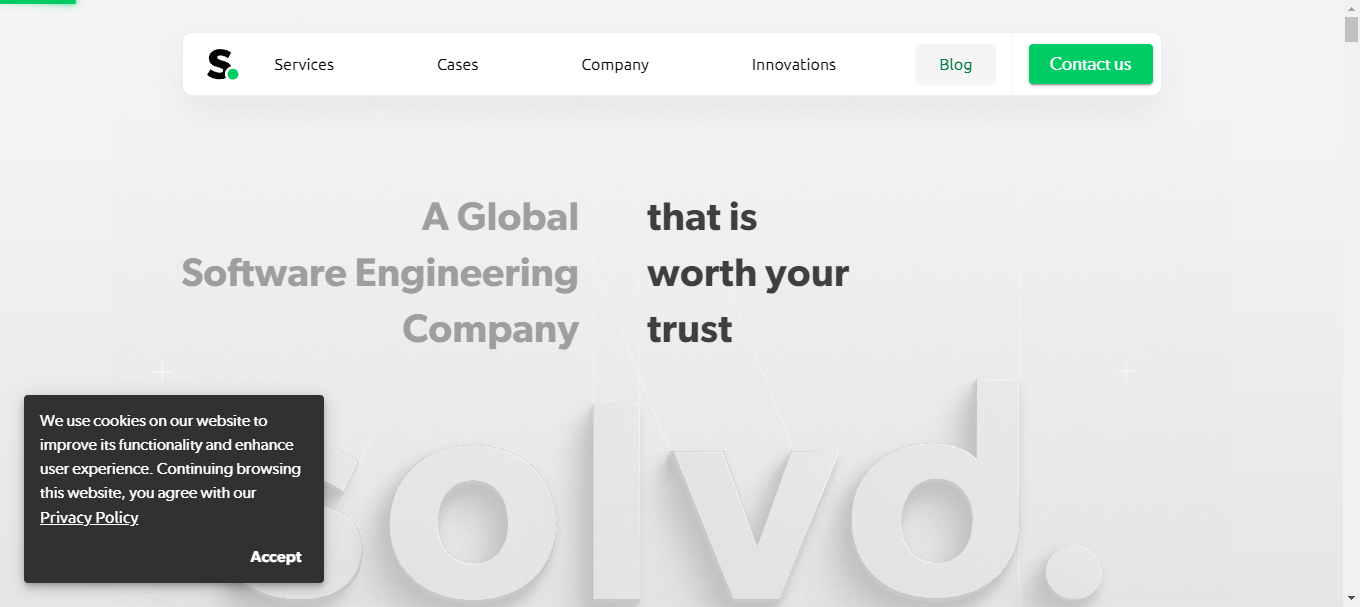 S.
Services
Cases
Company
Innovations
Blog
Contact us
A Global
Software Engineering
Company
that is
worth your
trust
solvd.
We use cookies on our website to
improve its functionality and enhance
user experience. Continuing browsing
this website, you agree with our
Privacy Policy
Accept